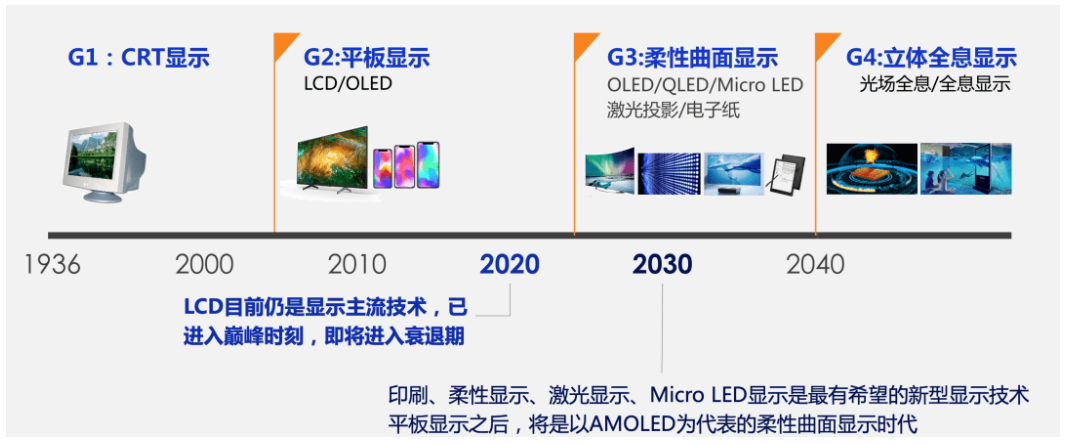 G1：CRT显示
G2:平板显示
LCD/OLED
G3:柔性曲面显示
OLED/QLED/Micro LED
激光投影/电子纸
G4:立体全息显示
光场全息/全息显示
1936
2000
2010
2020
2030
2040
LCD目前仍是显示主流技术，已
进入巅峰时刻，即将进入衰退期
印刷、柔性显示、激光显示、Micro LED显示是最有希望的新型显示技术
平板显示之后，将是以AMOLED为代表的柔性曲面显示时代